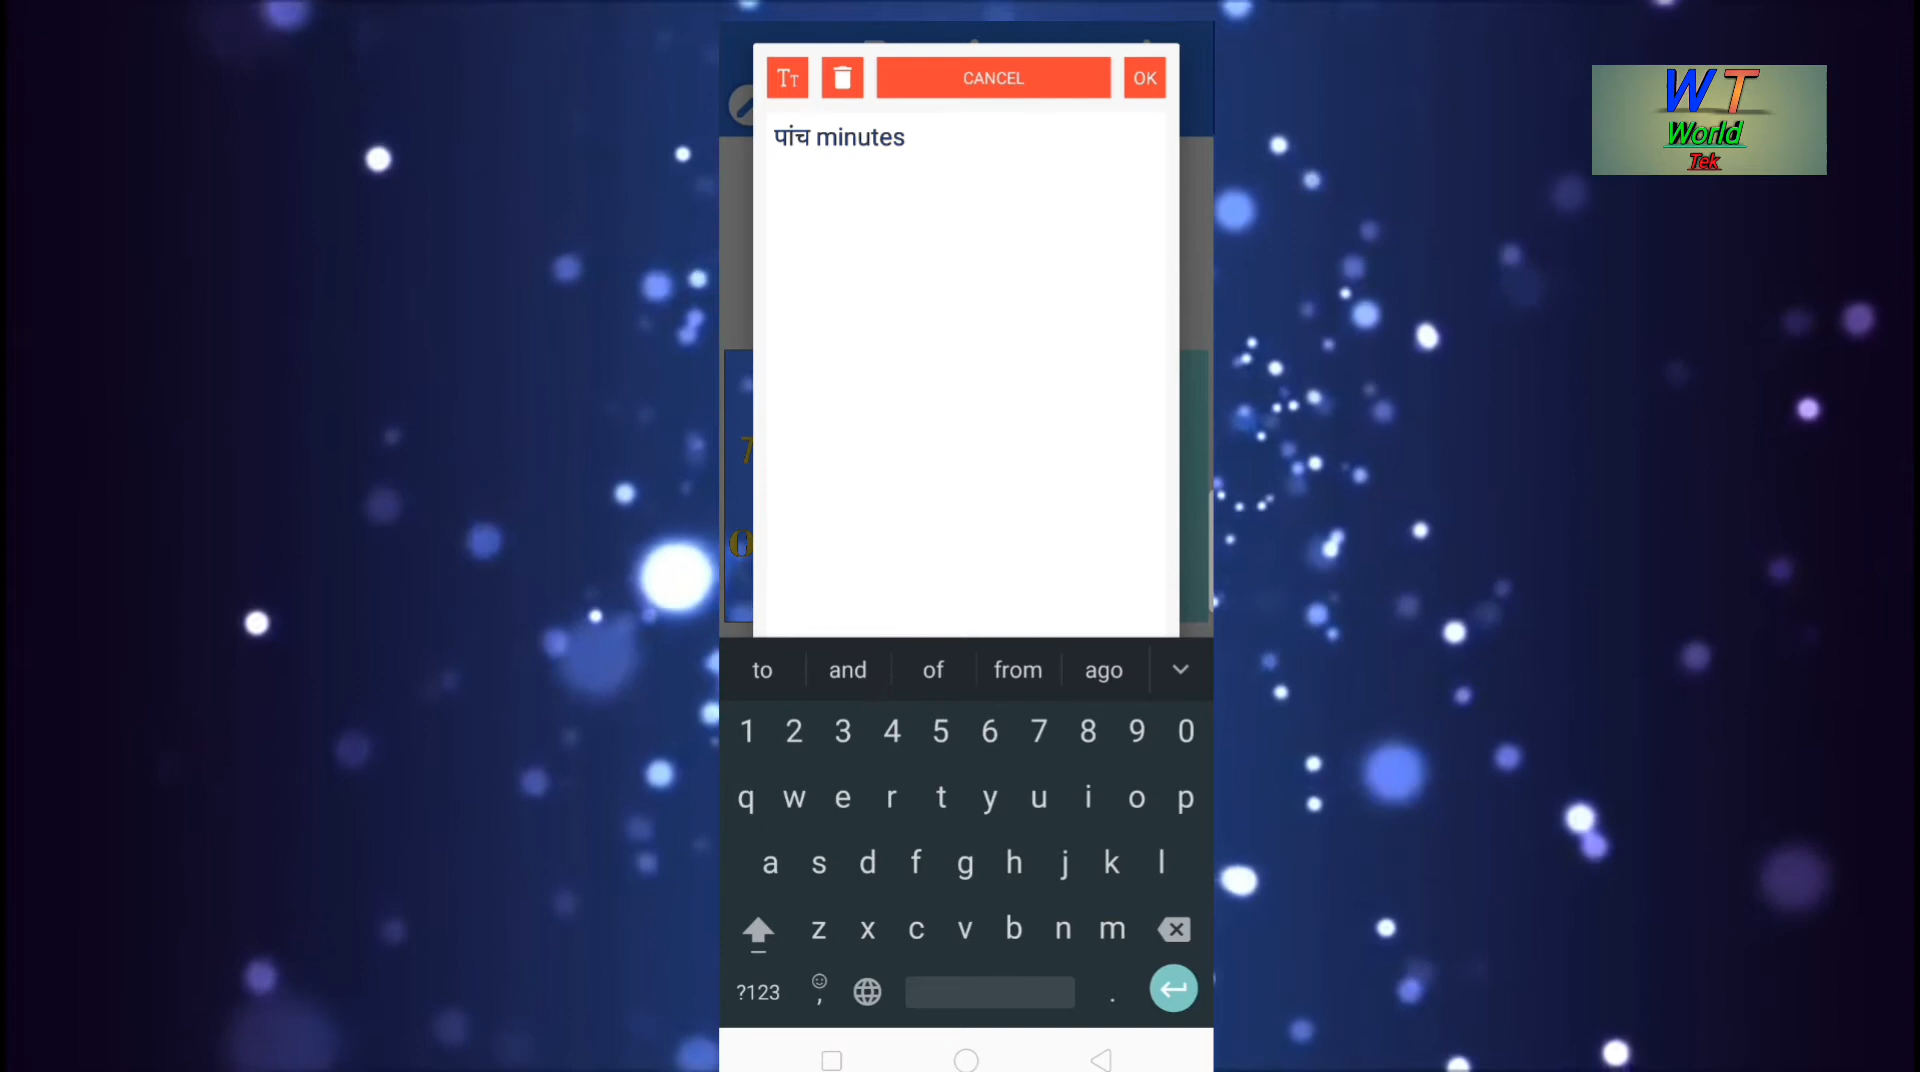 CANCEL
OK
Tт
W T
World
Tek
पांच minutes
to and of from ago
1 2 3 4 5 6 7 8 9 0
q w e r t y u i o p
a s d f g h j k l
z x c v b n m
?123 , .